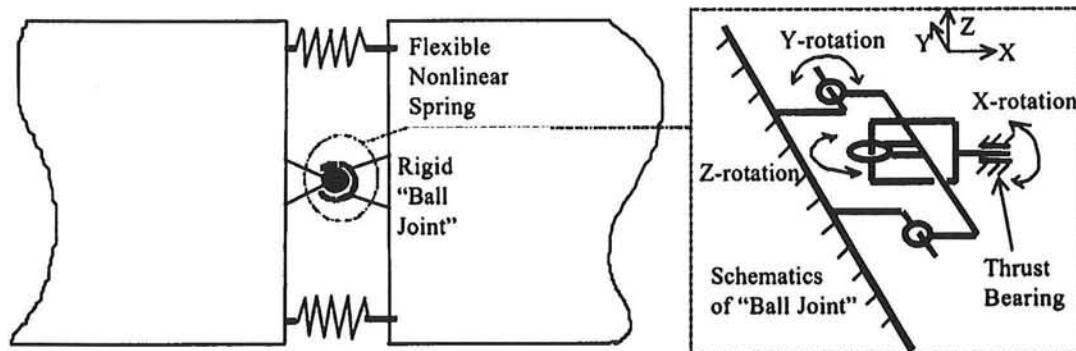 Flexible
Nonlinear
Spring
Rigid
“Ball
Joint”
Y-rotation
Z
Y
X
X-rotation
Z-rotation
Schematics
of “Ball Joint”
Thrust
Bearing